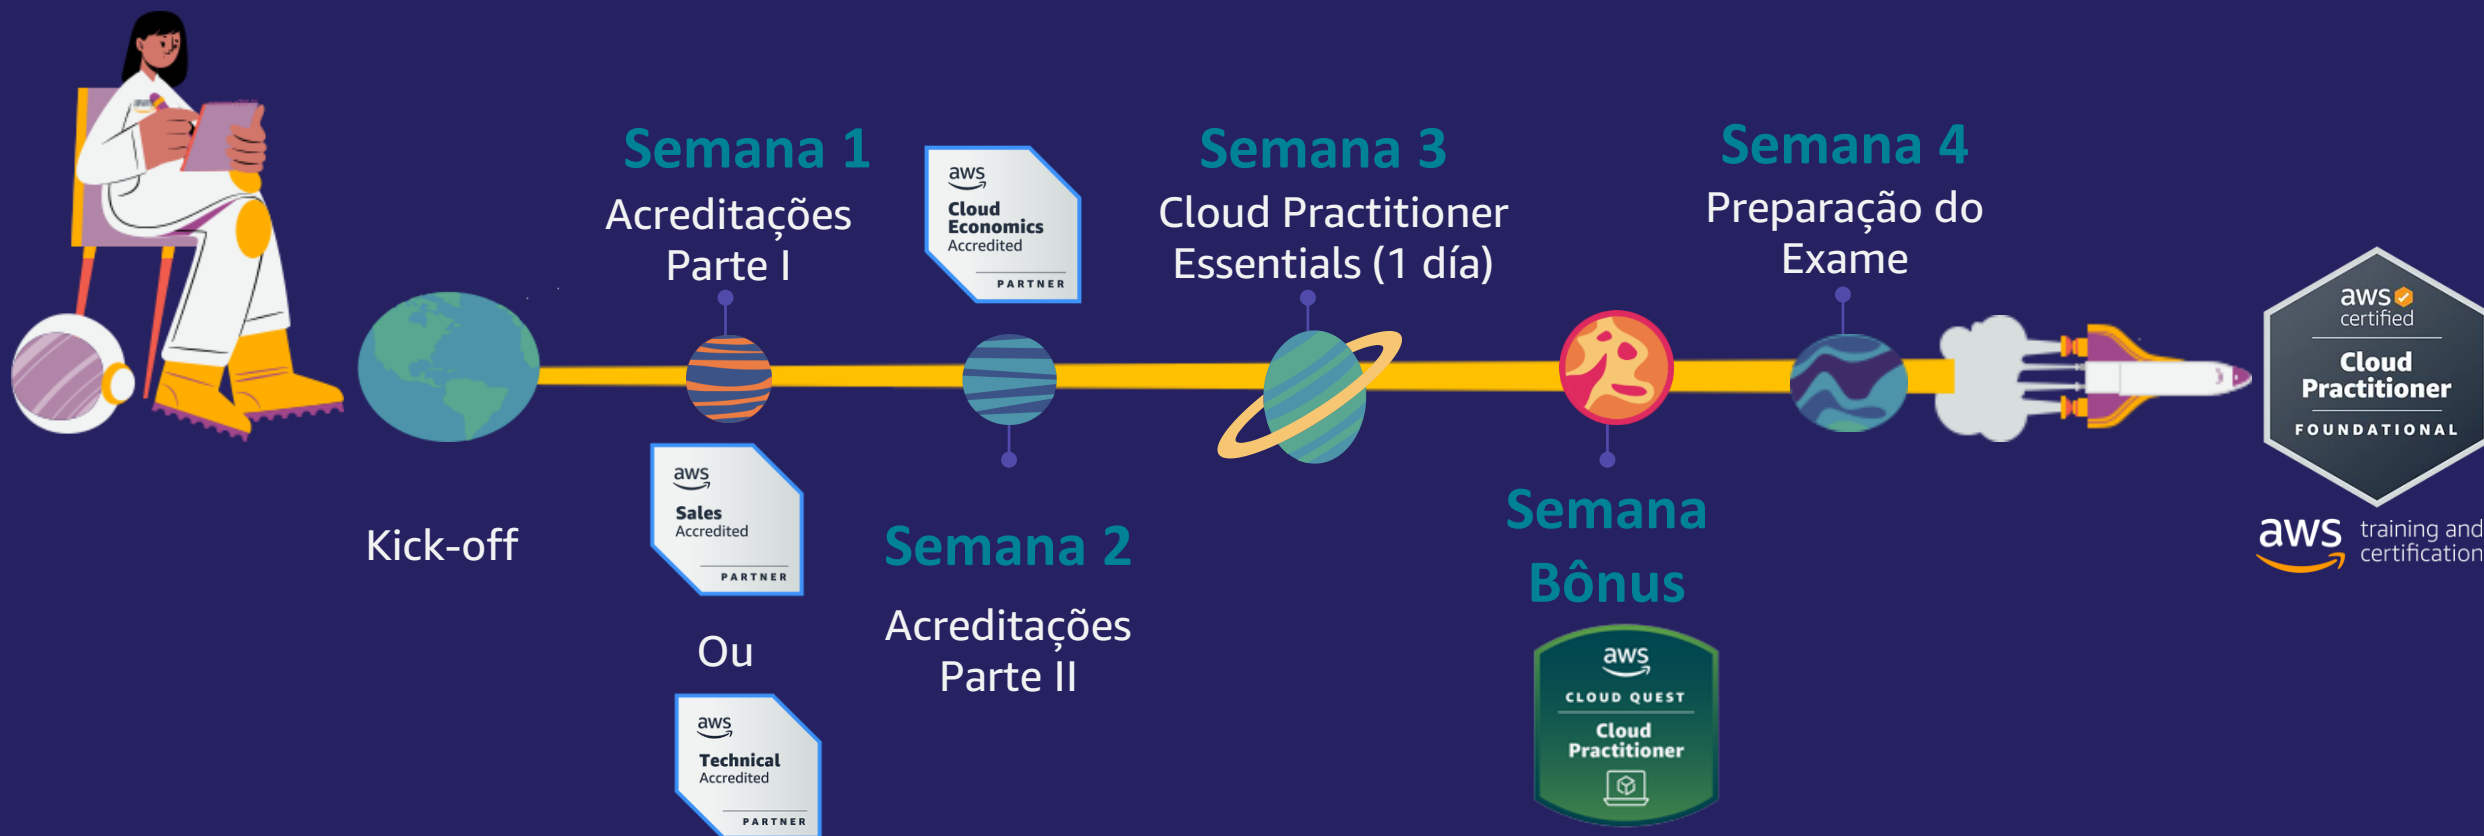 Kick-off
Semana 1
Acreditações
Parte I
aws
Sales
Accredited
PARTNER
Ou
aws
Technical
Accredited
PARTNER
aws
Cloud
Economics
Accredited
PARTNER
Semana 2
Acreditações
Parte II
Semana 3
Cloud Practitioner
Essentials (1 día)
Semana
Bônus
aws
CLOUD QUEST
Cloud
Practitioner
Semana 4
Preparação do
Exame
aws
certified
Cloud
Practitioner
FOUNDATIONAL
aws training and
certification